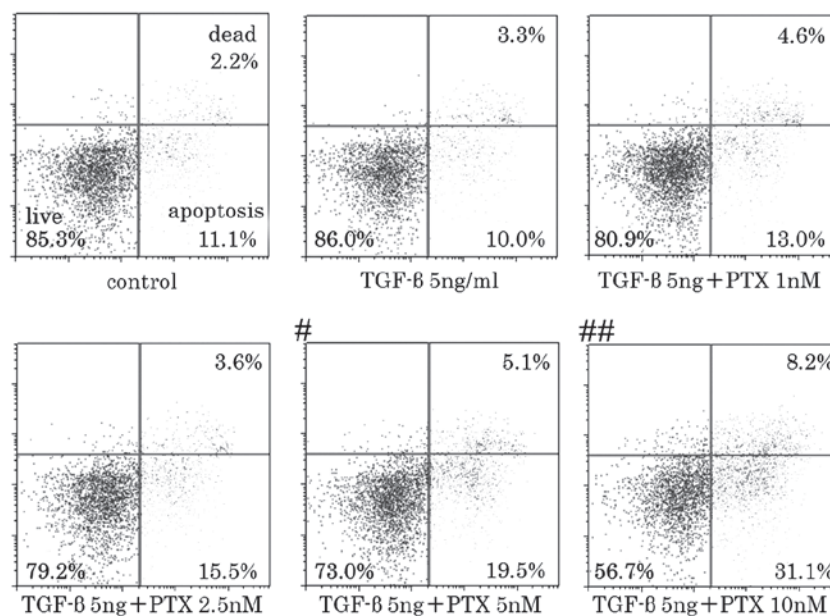 dead
2.2%
live
apoptosis
85.3%
11.1%
control
3.3%
86.0%
10.0%
TGF-β 5ng/ml
4.6%
80.9%
13.0%
TGF-β 5ng+PTX 1nM
3.6%
79.2%
15.5%
TGF-β 5ng+PTX 2.5nM
#
5.1%
73.0%
19.5%
TGF-β 5ng+PTX 5nM
##
8.2%
56.7%
31.1%
TGF-β 5ng+PTX 10nM